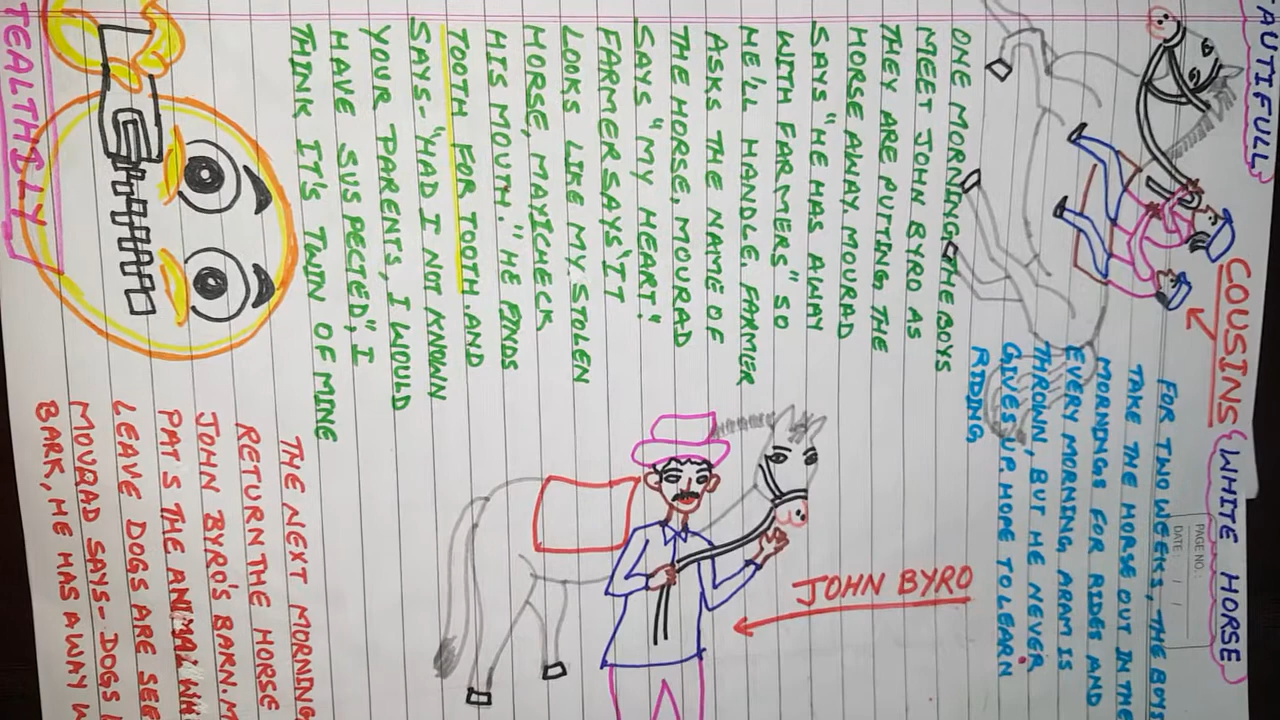 AUTIFULL
WHITE HORSE
PAGE NO.:
DATE: / /
COUSINS
FOR TWO WEEKS, THE BOYS
TAKE THE HORSE OUT IN THE
MORNINGS FOR RIDES AND
EVERY MORNING, ARAM IS
THROWN, BUT HE NEVER
GIVES UP HOPE TO LEARN
RIDING
ONE MORNING, THE BOYS
MEET JOHN BYRO AS
THEY ARE PUTTING THE
HORSE AWAY. MOURAD
SAYS "HE HAS AWAY
WITH FARMERS" SO
HE'LL HANDLE. FARMER
ASKS THE NAME OF
THE HORSE, MOURAD
SAYS "MY HEART."
FARMER SAYS "IT
LOOKS LIKE MY STOLEN
HORSE, MAY I CHECK
HIS MOUTH." HE FINDS
TOOTH FOR TOOTH AND
SAYS- "HAD I NOT KNOWN
YOUR PARENTS, I WOULD
HAVE SUSPECTED", I
THINK IT'S TWIN OF MINE
JOHN BYRO
THE NEXT MORNING
RETURN THE HORSE
JOHN BYRO'S BARN. M
PAT'S THE ANIMAL WH
LEAVE DOGS ARE SEE
MOURAD SAYS- DOGS
BARK, HE HAS AWAY W
TEALTHILY